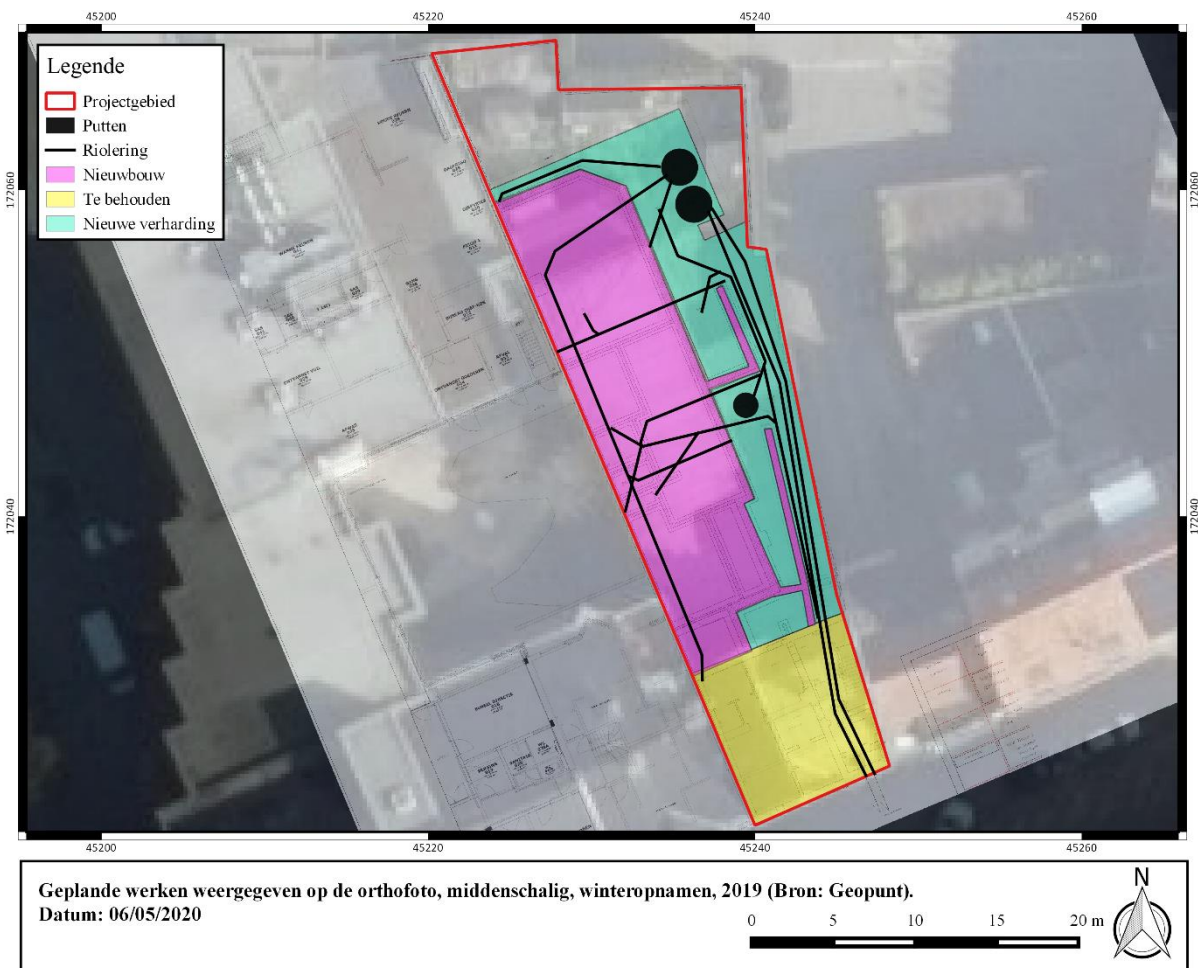 45200 45220 45240 45260
Legende
Projectgebied
Putten
Riolering
Nieuwbouw
Te behouden
Nieuwe verharding
172060 172060
172040 172040
45200 45220 45240 45260
Geplande werken weergegeven op de orthofoto, middenschalig, winteropnamen, 2019 (Bron: Geopunt).
Datum: 06/05/2020
0 5 10 15 20 m
N